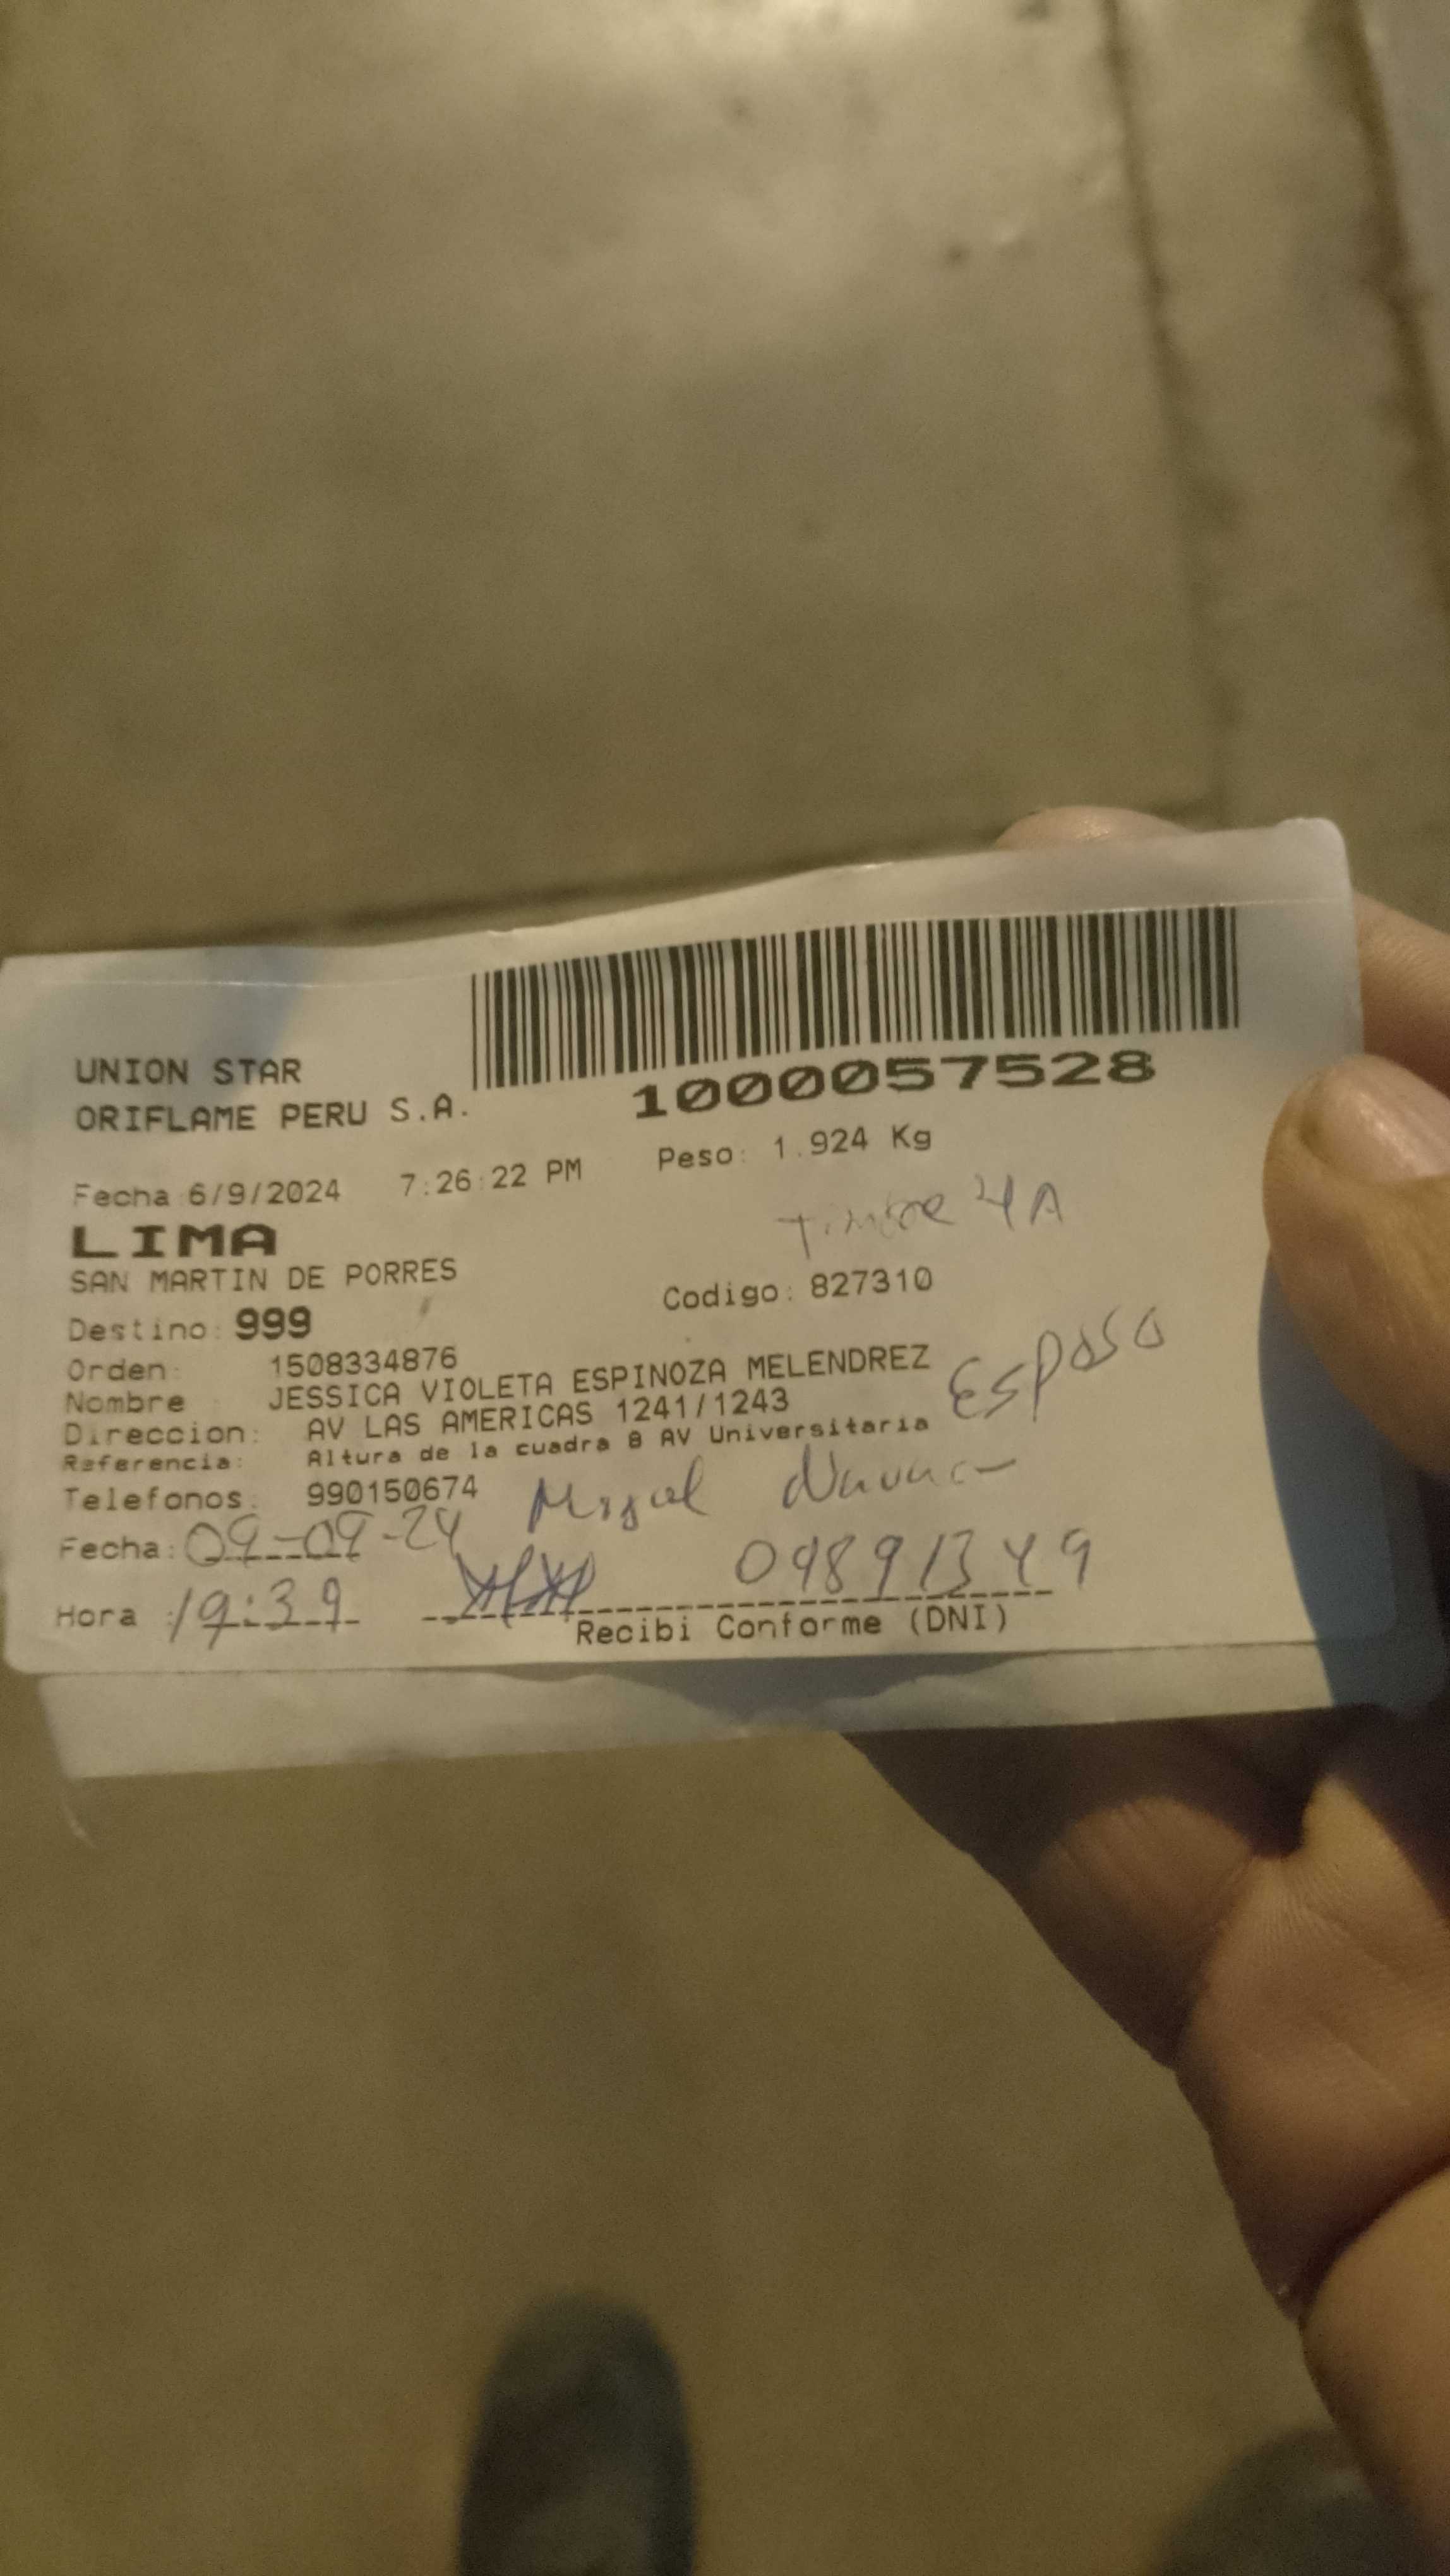 UNION STAR
ORIFLAME PERU S.A.
1000057528
Fecha:6/9/2024 7:26:22 PM Peso: 1.924 Kg
LIMA
Timbre 4A
SAN MARTIN DE PORRES
Codigo: 827310
Destino: 999
Orden: 1508334876
Nombre : JESSICA VIOLETA ESPINOZA MELENDREZ
Esposo
Direccion: AV LAS AMERICAS 1241/1243
Referencia: Altura de la cuadra 8 AV Universitaria
Telefonos: 990150674
Fecha: 09-09-24
Hora : 19:39
Recibi Conforme (DNI)